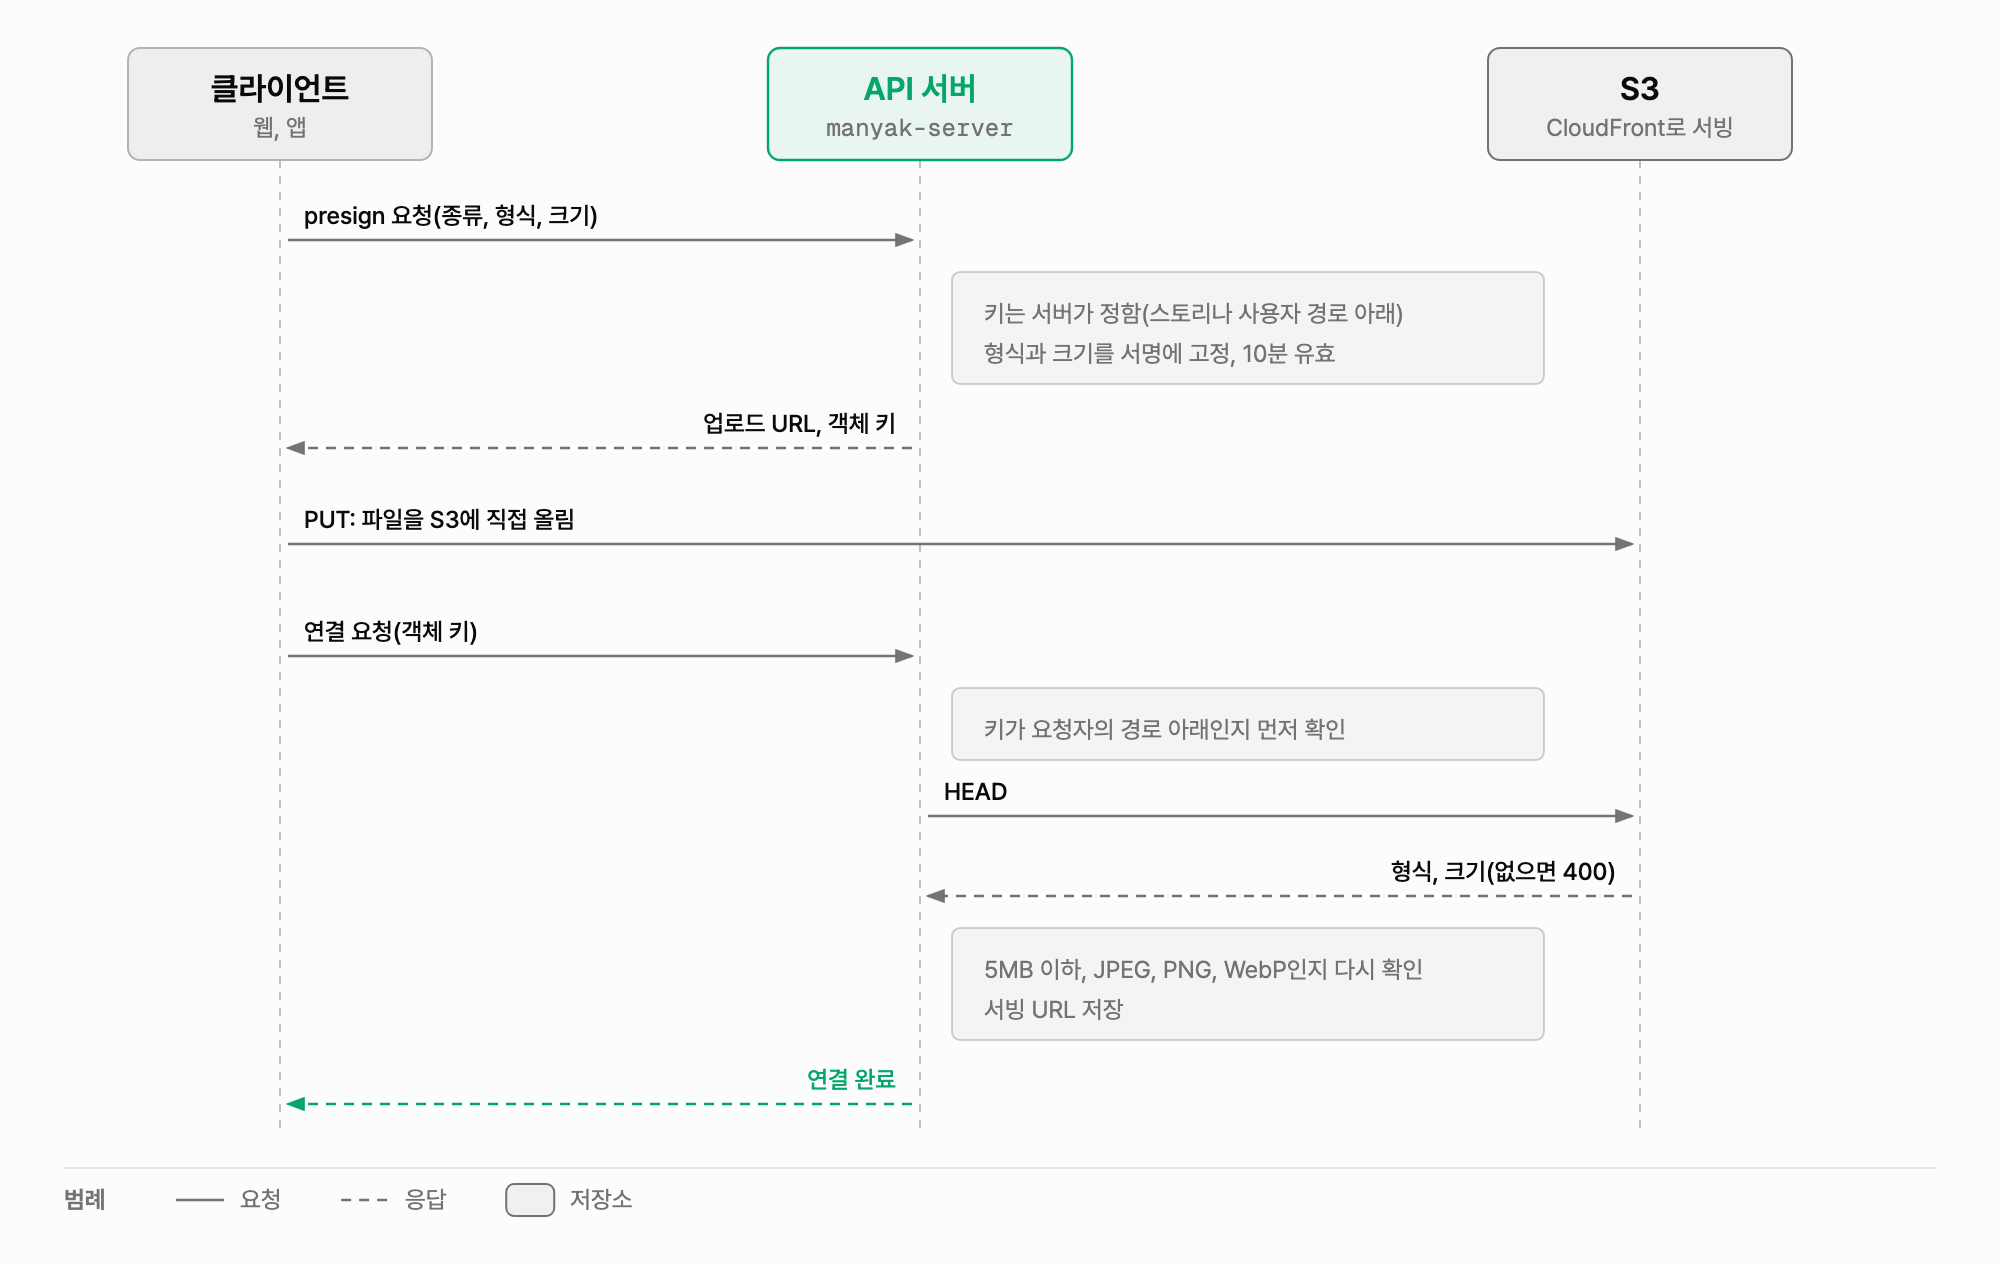 클라이언트
웹, 앱
API 서버
manyak-server
S3
CloudFront로 서빙
presign 요청(종류, 형식, 크기)
키는 서버가 정함(스토리나 사용자 경로 아래)
형식과 크기를 서명에 고정, 10분 유효
업로드 URL, 객체 키
PUT: 파일을 S3에 직접 올림
연결 요청(객체 키)
키가 요청자의 경로 아래인지 먼저 확인
HEAD
형식, 크기(없으면 400)
5MB 이하, JPEG, PNG, WebP인지 다시 확인
서빙 URL 저장
연결 완료
범례
요청
응답
저장소